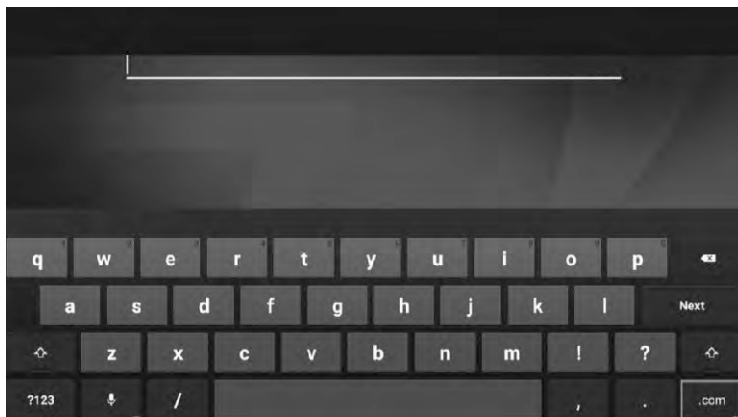 q w e r t y u i o p
a s d f g h j k l Next
z x c v b n m ! ?
?123 / , . .com